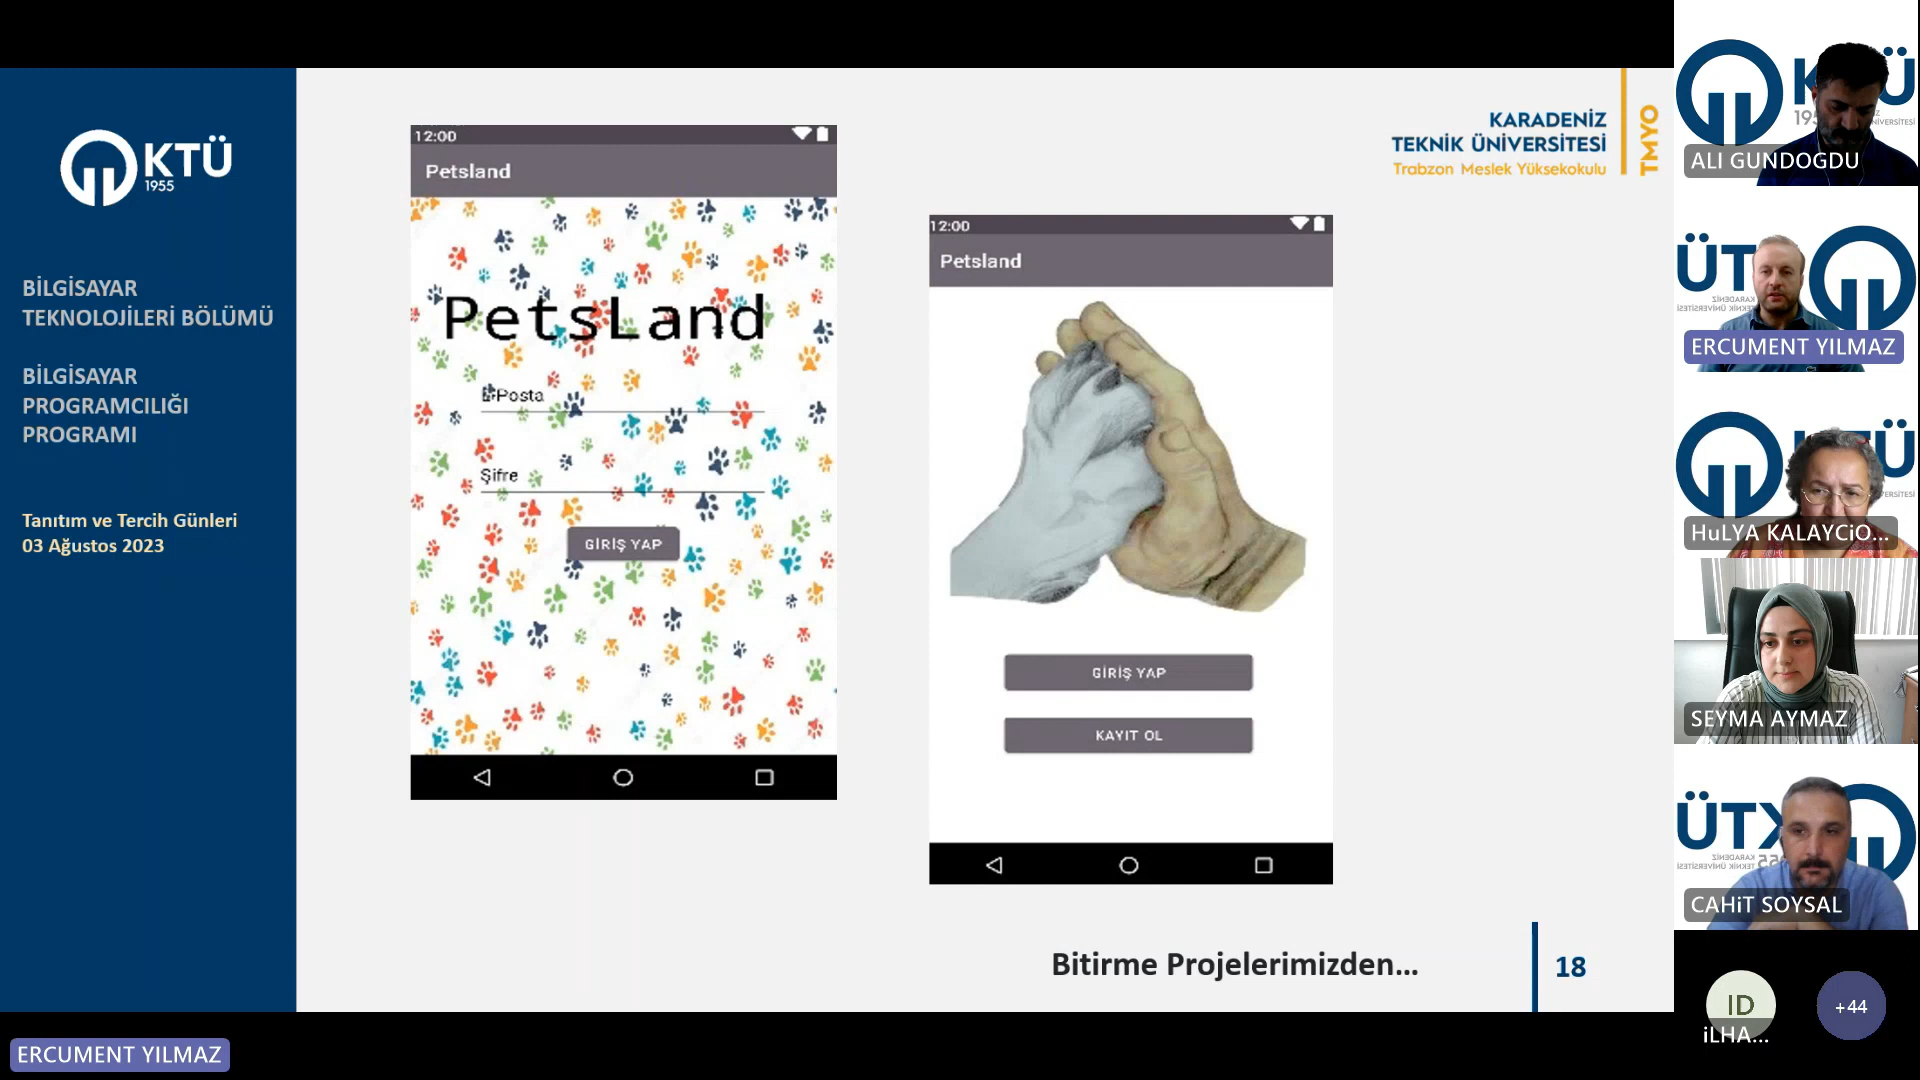 KTÜ
1955
BİLGİSAYAR
TEKNOLOJİLERİ BÖLÜMÜ
BİLGİSAYAR
PROGRAMCILIĞI
PROGRAMI
Tanıtım ve Tercih Günleri
03 Ağustos 2023
12:00
Petsland
PetsLand
E-Posta
Şifre
GİRİŞ YAP
12:00
Petsland
GİRİŞ YAP
KAYIT OL
KARADENİZ
TEKNİK ÜNİVERSİTESİ
Trabzon Meslek Yüksekokulu
TMYO
Bitirme Projelerimizden...
18
ALI GUNDOGDU
ERCUMENT YILMAZ
HuLYA KALAYCiO...
SEYMA AYMAZ
CAHiT SOYSAL
ID
iLHA...
+44
ERCUMENT YILMAZ